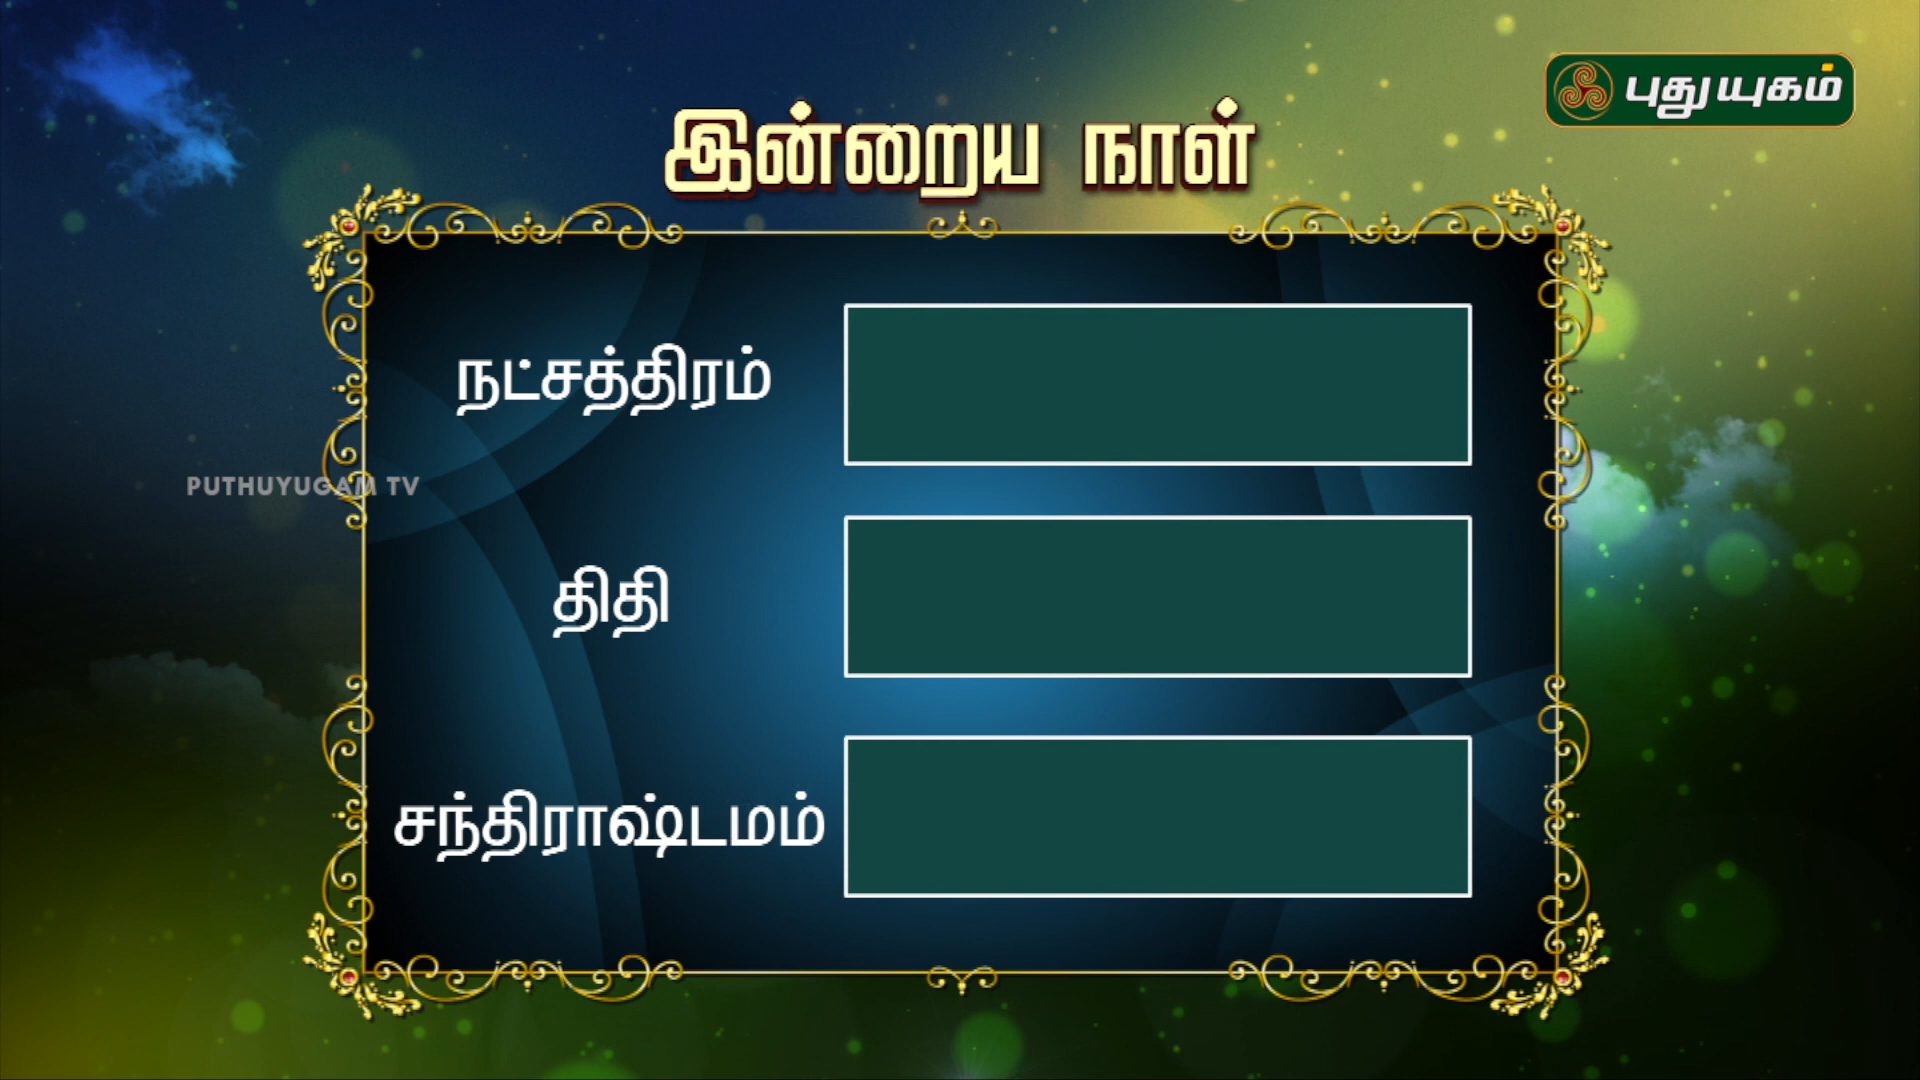 புதுயுகம்
இன்றைய நாள்
நட்சத்திரம்
PUTHUYUGAM TV
திதி
சந்திராஷ்டமம்